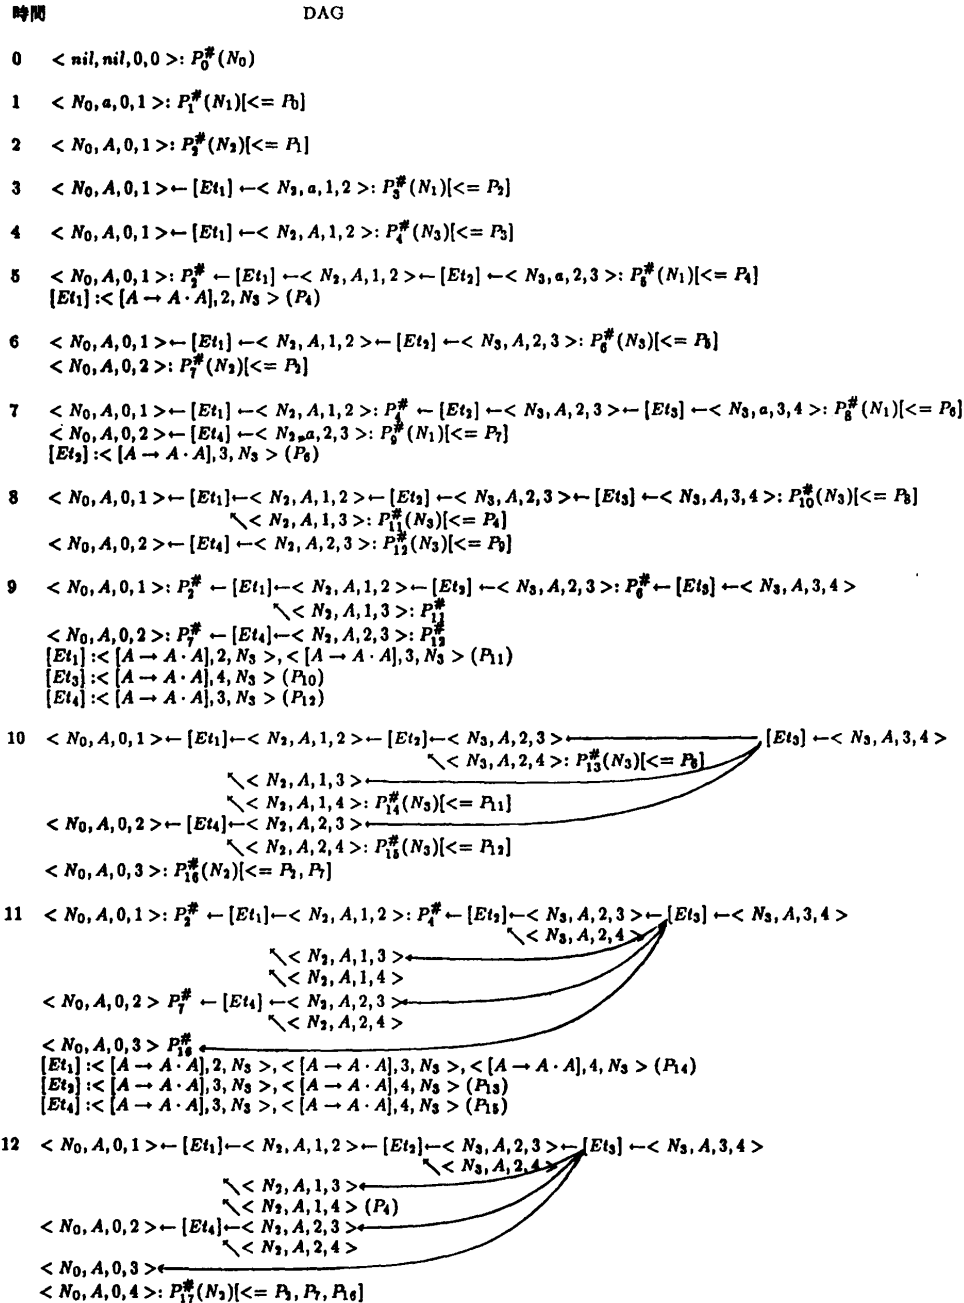 時間 DAG
0 < nil, nil, 0, 0 >: P#0(N0)
1 < N0, a, 0, 1 >: P#1(N1)[<= P0]
2 < N0, A, 0, 1 >: P#2(N2)[<= P1]
3 < N0, A, 0, 1 >← [Et1] ←< N2, a, 1, 2 >: P#3(N1)[<= P2]
4 < N0, A, 0, 1 >← [Et1] ←< N2, A, 1, 2 >: P#4(N3)[<= P3]
5 < N0, A, 0, 1 >: P#2 ← [Et1] ←< N2, A, 1, 2 >← [Et2] ←< N3, a, 2, 3 >: P#5(N1)[<= P4]
[Et1] :< [A → A · A], 2, N3 > (P4)
6 < N0, A, 0, 1 >← [Et1] ←< N2, A, 1, 2 >← [Et2] ←< N3, A, 2, 3 >: P#6(N3)[<= P5]
< N0, A, 0, 2 >: P#7(N2)[<= P2]
7 < N0, A, 0, 1 >← [Et1] ←< N2, A, 1, 2 >: P#4 ← [Et2] ←< N3, A, 2, 3 >← [Et3] ←< N3, a, 3, 4 >: P#8(N1)[<= P6]
< N0, A, 0, 2 >← [Et4] ←< N2, a, 2, 3 >: P#9(N1)[<= P7]
[Et2] :< [A → A · A], 3, N3 > (P6)
8 < N0, A, 0, 1 >← [Et1]←< N2, A, 1, 2 >← [Et2] ←< N3, A, 2, 3 >← [Et3] ←< N3, A, 3, 4 >: P#10(N3)[<= P8]
↖< N2, A, 1, 3 >: P#11(N3)[<= P4]
< N0, A, 0, 2 >← [Et4] ←< N2, A, 2, 3 >: P#12(N3)[<= P9]
9 < N0, A, 0, 1 >: P#2 ← [Et1]←< N2, A, 1, 2 >← [Et2] ←< N3, A, 2, 3 >: P#6 ← [Et3] ←< N3, A, 3, 4 >
↖< N2, A, 1, 3 >: P#11
< N0, A, 0, 2 >: P#7 ← [Et4]←< N2, A, 2, 3 >: P#12
[Et1] :< [A → A · A], 2, N3 >, < [A → A · A], 3, N3 > (P11)
[Et3] :< [A → A · A], 4, N3 > (P10)
[Et4] :< [A → A · A], 3, N3 > (P12)
10 < N0, A, 0, 1 >← [Et1]←< N2, A, 1, 2 >← [Et2]←< N3, A, 2, 3 >← [Et3] ←< N3, A, 3, 4 >
↖< N3, A, 2, 4 >: P#13(N3)[<= P6]
↖< N2, A, 1, 3 >←
↖< N2, A, 1, 4 >: P#14(N3)[<= P11]
< N0, A, 0, 2 >← [Et4]←< N2, A, 2, 3 >←
↖< N2, A, 2, 4 >: P#15(N3)[<= P12]
< N0, A, 0, 3 >: P#16(N2)[<= P2, P7]
11 < N0, A, 0, 1 >: P#2 ← [Et1]←< N2, A, 1, 2 >: P#4 ← [Et2]←< N3, A, 2, 3 >← [Et3] ←< N3, A, 3, 4 >
↖< N3, A, 2, 4 >
↖< N2, A, 1, 3 >←
↖< N2, A, 1, 4 >
< N0, A, 0, 2 > P#7 ← [Et4] ←< N2, A, 2, 3 >←
↖< N2, A, 2, 4 >
< N0, A, 0, 3 > P#16 ←
[Et1] :< [A → A · A], 2, N3 >, < [A → A · A], 3, N3 >, < [A → A · A], 4, N3 > (P14)
[Et2] :< [A → A · A], 3, N3 >, < [A → A · A], 4, N3 > (P13)
[Et4] :< [A → A · A], 3, N3 >, < [A → A · A], 4, N3 > (P15)
12 < N0, A, 0, 1 >← [Et1]←< N2, A, 1, 2 >← [Et2]←< N3, A, 2, 3 >← [Et3] ←< N3, A, 3, 4 >
↖< N3, A, 2, 4 >
↖< N2, A, 1, 3 >←
↖< N2, A, 1, 4 > (P4)
< N0, A, 0, 2 >← [Et4]←< N2, A, 2, 3 >←
↖< N2, A, 2, 4 >
< N0, A, 0, 3 >←
< N0, A, 0, 4 >: P#17(N2)[<= P2, P7, P16]